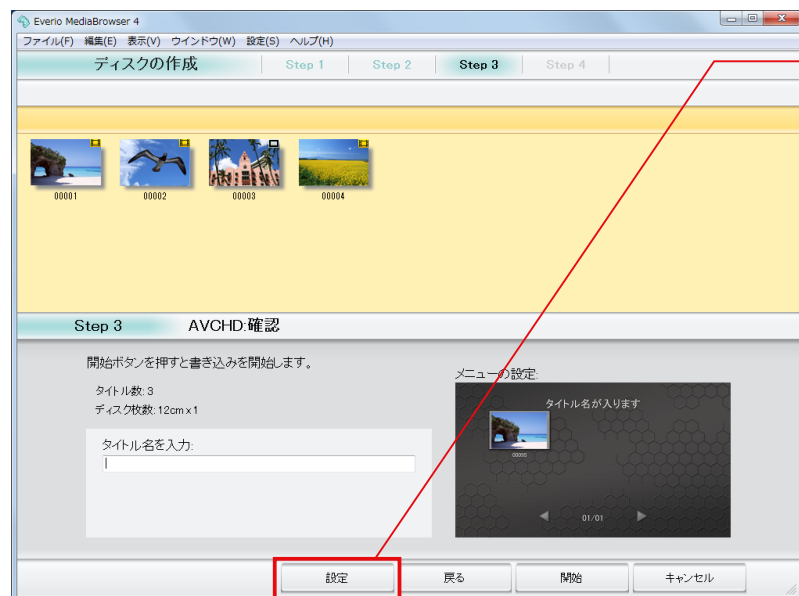 Everio MediaBrowser 4
ファイル(F) 編集(E) 表示(V) ウインドウ(W) 設定(S) ヘルプ(H)
ディスクの作成 Step 1 Step 2 Step 3 Step 4
00001 00002 00003 00004
Step 3 AVCHD:確認
開始ボタンを押すと書き込みを開始します。
タイトル数: 3
ディスク枚数: 12cm x 1
タイトル名を入力:
メニューの設定:
タイトル名が入ります
01/01
設定 戻る 開始 キャンセル